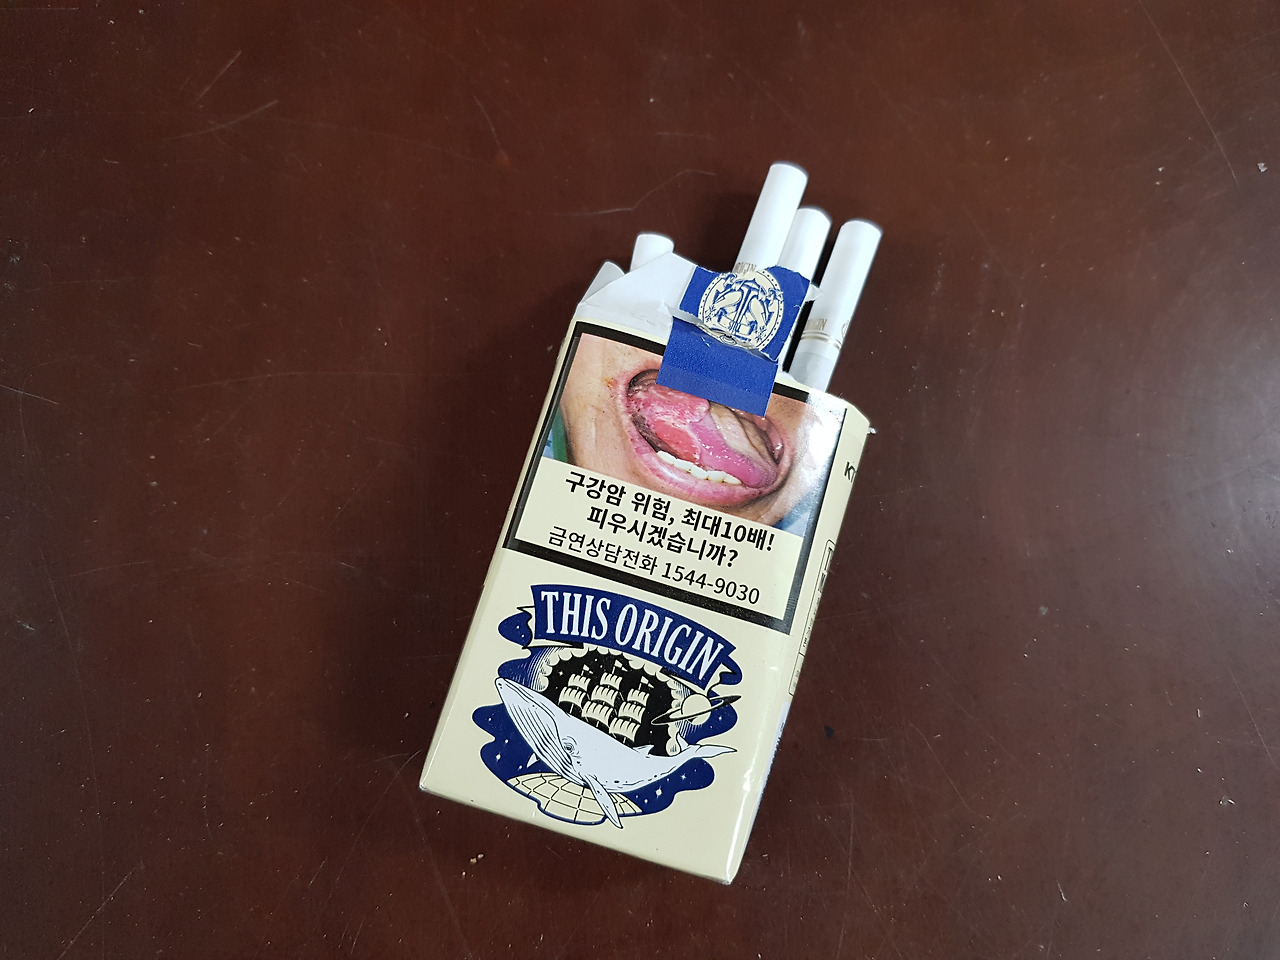 ORIGIN
구강암 위험, 최대10배!
피우시겠습니까?
금연상담전화 1544-9030
THIS ORIGIN